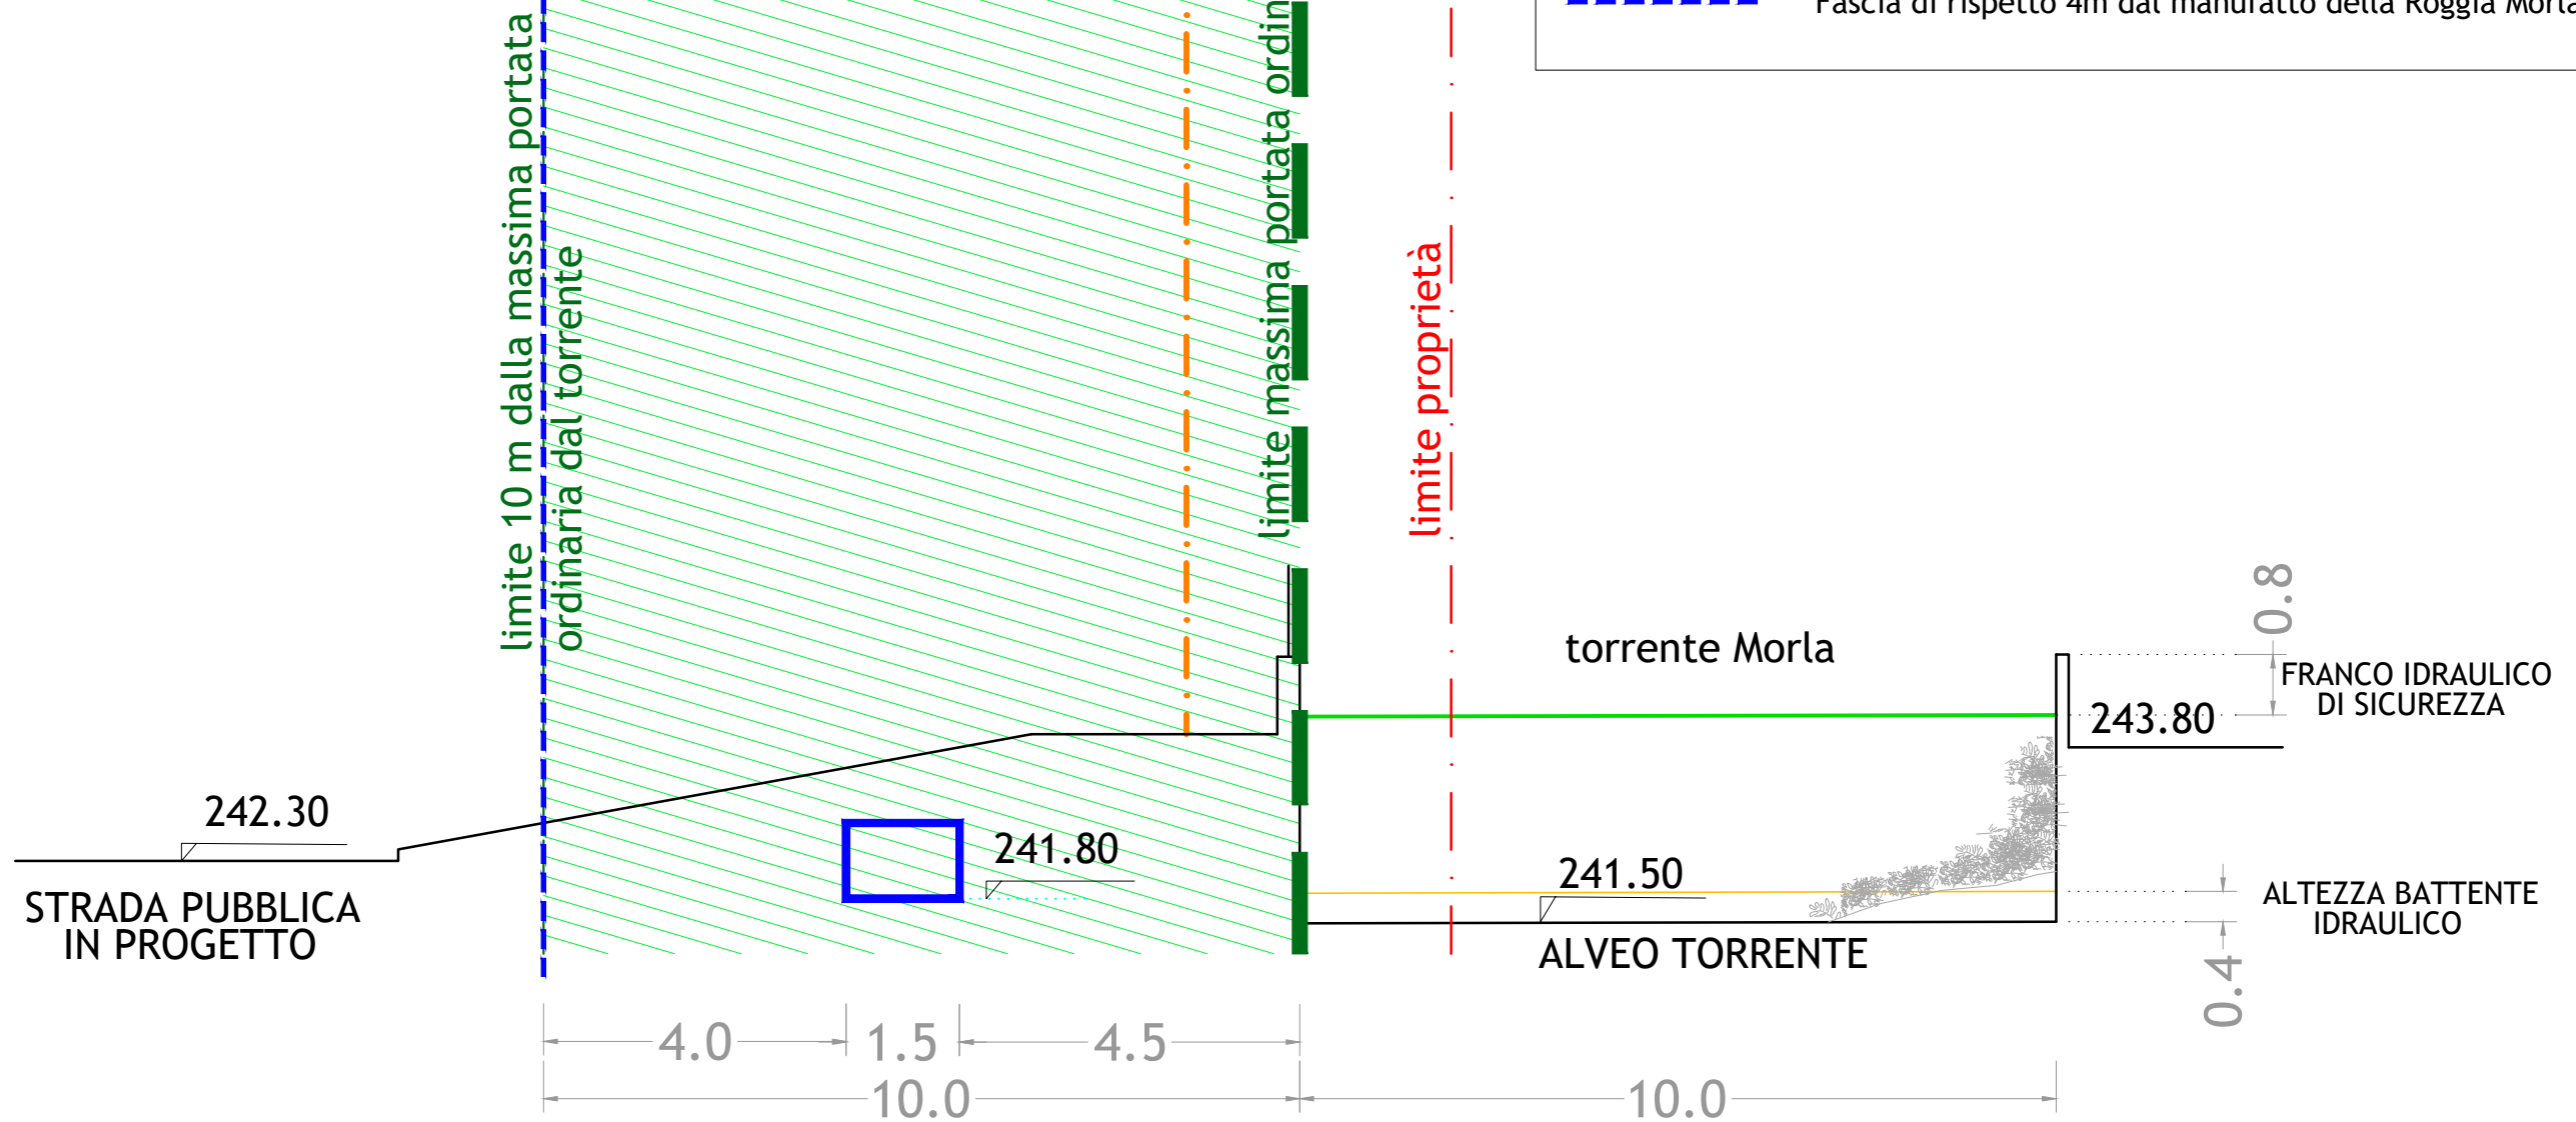 Fascia di rispetto 4m dal manufatto della Roggia Morla
limite 10 m dalla massima portata
ordinaria dal torrente
limite massima portata
limite proprietà
torrente Morla
0.8
FRANCO IDRAULICO
DI SICUREZZA
243.80
242.30
241.80
241.50
STRADA PUBBLICA
IN PROGETTO
ALVEO TORRENTE
ALTEZZA BATTENTE
IDRAULICO
0.4
4.0
1.5
4.5
10.0
10.0